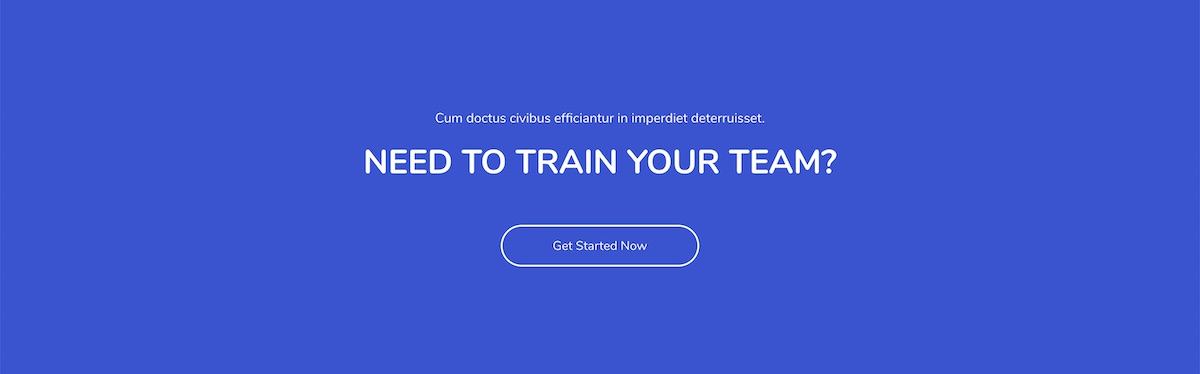 Cum doctus civibus efficiantur in imperdiet deterruisset.
NEED TO TRAIN YOUR TEAM?
Get Started Now